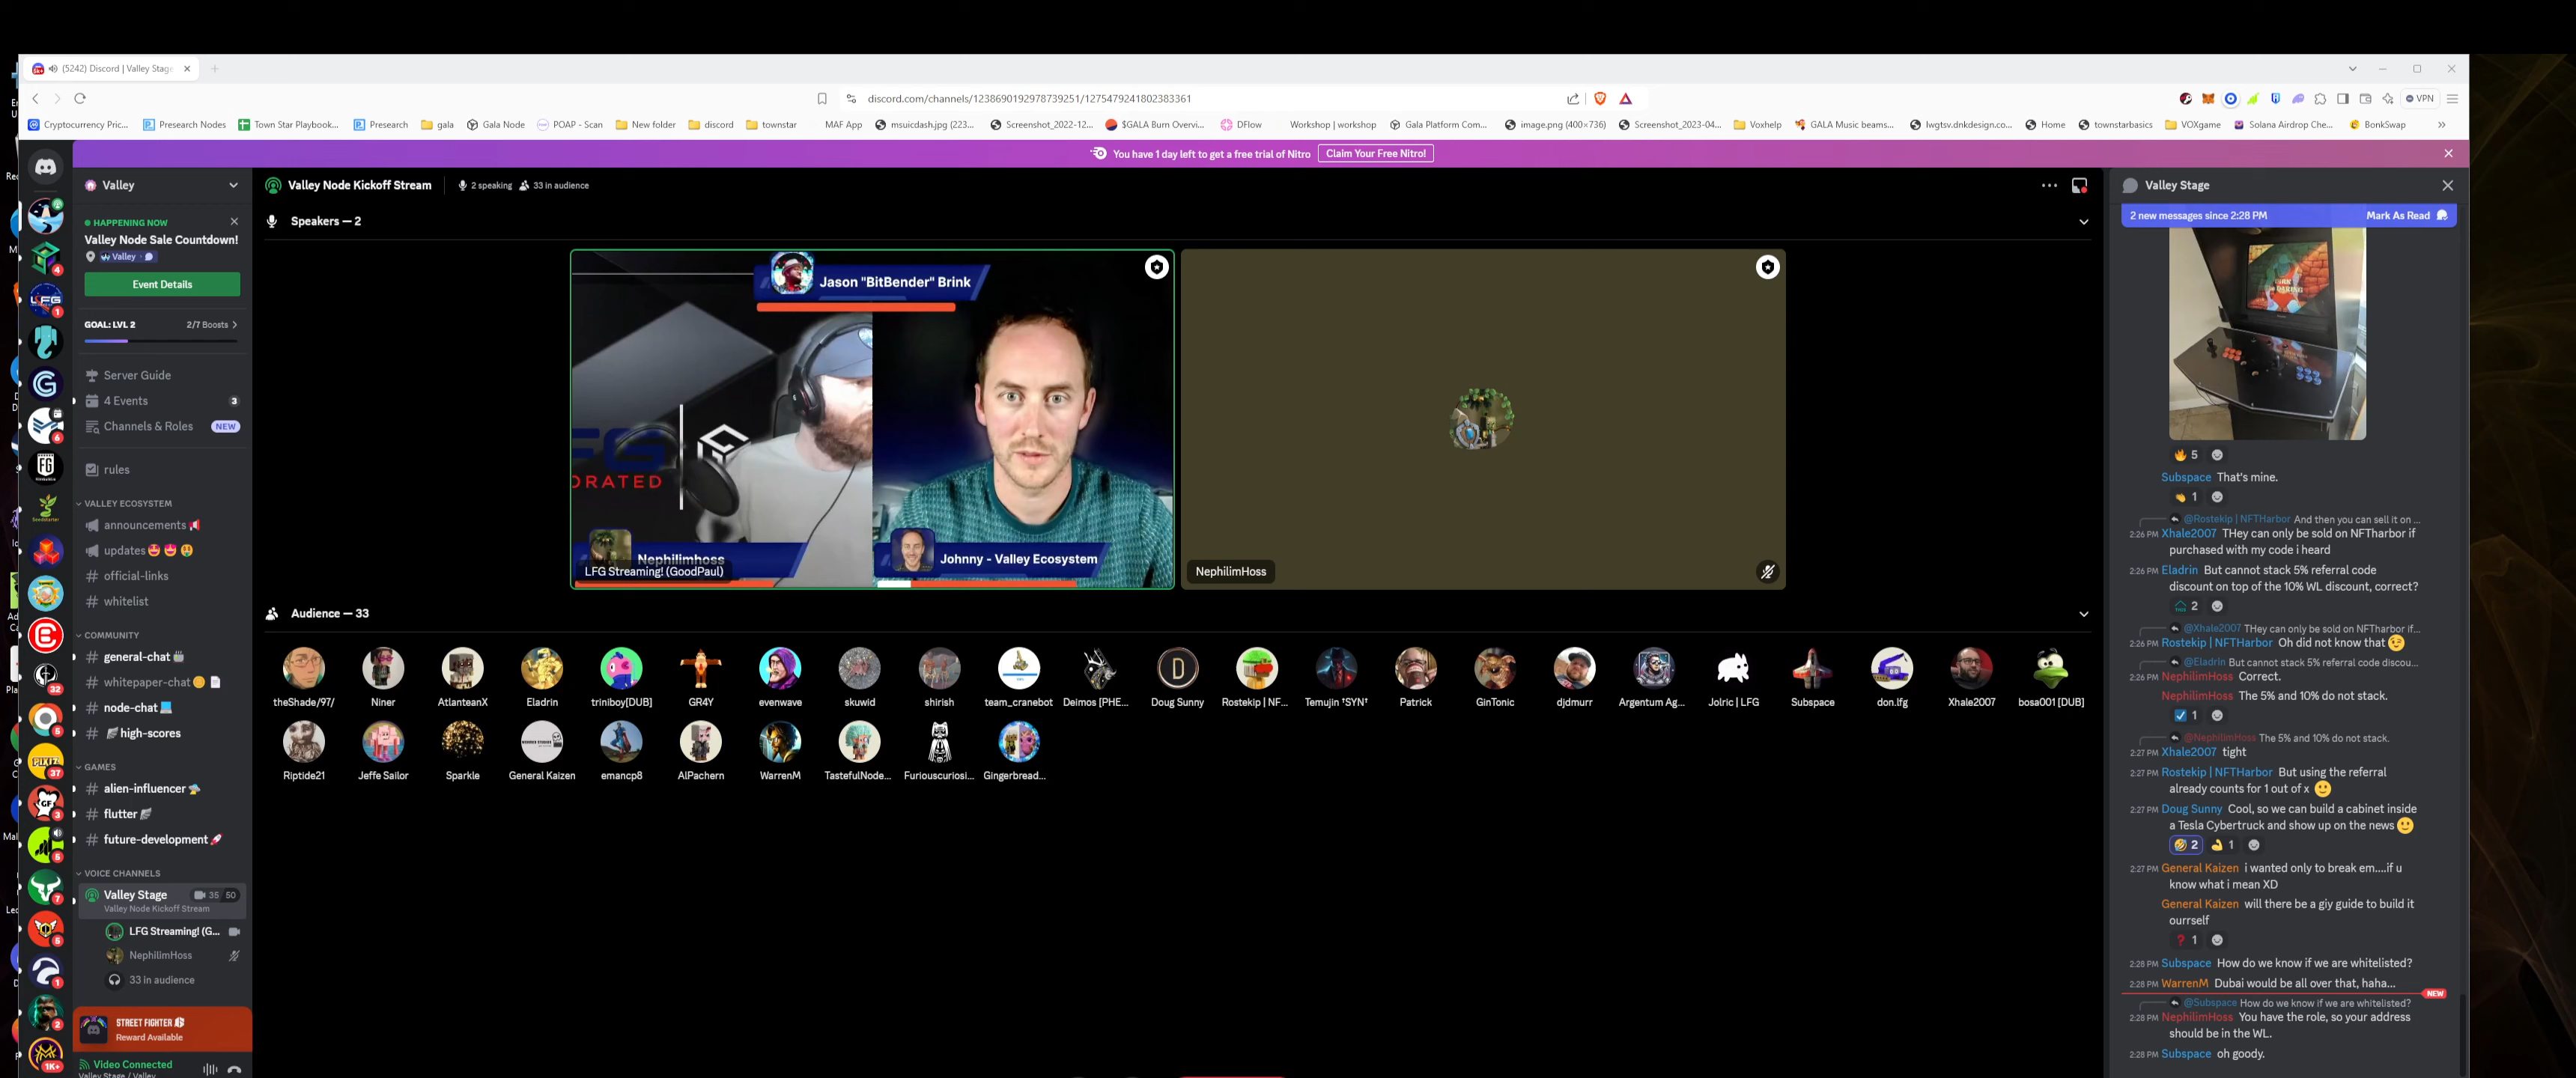 (5242) Discord | Valley Stage
discord.com/channels/1238690192978739251/1275479241802383361
VPN
Cryptocurrency Pric...
Presearch Nodes
Town Star Playbook...
Presearch
gala
Gala Node
POAP - Scan
New folder
discord
townstar
MAF App
msuicdash.jpg (223...
Screenshot_2022-12...
$GALA Burn Overvi...
DFlow
Workshop | workshop
Gala Platform Com...
image.png (400×736)
Screenshot_2023-04...
Voxhelp
GALA Music beams...
lwgtsv.dnkdesign.co...
Home
townstarbasics
VOXgame
Solana Airdrop Che...
BonkSwap
You have 1 day left to get a free trial of Nitro
Claim Your Free Nitro!
Valley
HAPPENING NOW
Valley Node Sale Countdown!
Valley
Event Details
GOAL: LVL 2
2/7 Boosts
Server Guide
4 Events
3
Channels & Roles
NEW
rules
VALLEY ECOSYSTEM
announcements
updates
official-links
whitelist
COMMUNITY
general-chat
whitepaper-chat
node-chat
high-scores
GAMES
alien-influencer
flutter
future-development
VOICE CHANNELS
Valley Stage
35 50
Valley Node Kickoff Stream
LFG Streaming! (G...
NephilimHoss
33 in audience
STREET FIGHTER 6
Reward Available
Video Connected
Valley Stage / Valley
Valley Node Kickoff Stream
2 speaking
33 in audience
Speakers — 2
Jason "BitBender" Brink
FG
ORATED
Nephilimhoss
LFG Streaming! (GoodPaul)
Johnny - Valley Ecosystem
NephilimHoss
Audience — 33
theShade/97/
Niner
AtlanteanX
Eladrin
triniboy[DUB]
GR4Y
evenwave
skuwid
shirish
team_cranebot
Deimos [PHE...
Doug Sunny
Rostekip | NF...
Temujin †SYN†
Patrick
GinTonic
djdmurr
Argentum Ag...
Jolric | LFG
Subspace
don.lfg
Xhale2007
bosa001 [DUB]
Riptide21
Jeffe Sailor
Sparkle
General Kaizen
emancp8
AlPachern
WarrenM
TastefulNode...
Furiouscuriosi...
Gingerbread...
Valley Stage
2 new messages since 2:28 PM
Mark As Read
5
Subspace That's mine.
1
@Rostekip | NFTHarbor And then you can sell it on ...
2:26 PM Xhale2007 THey can only be sold on NFTharbor if
purchased with my code i heard
2:26 PM Eladrin But cannot stack 5% referral code
discount on top of the 10% WL discount, correct?
2
@Xhale2007 THey can only be sold on NFTharbor if...
2:26 PM Rostekip | NFTHarbor Oh did not know that
@Eladrin But cannot stack 5% referral code discou...
2:26 PM NephilimHoss Correct.
NephilimHoss The 5% and 10% do not stack.
1
@NephilimHoss The 5% and 10% do not stack.
2:27 PM Xhale2007 tight
2:27 PM Rostekip | NFTHarbor But using the referral
already counts for 1 out of x
2:27 PM Doug Sunny Cool, so we can build a cabinet inside
a Tesla Cybertruck and show up on the news
2 1
2:27 PM General Kaizen i wanted only to break em....if u
know what i mean XD
General Kaizen will there be a giy guide to build it
ourrself
1
2:28 PM Subspace How do we know if we are whitelisted?
2:28 PM WarrenM Dubai would be all over that, haha...
NEW
@Subspace How do we know if we are whitelisted?
2:28 PM NephilimHoss You have the role, so your address
should be in the WL.
2:28 PM Subspace oh goody.